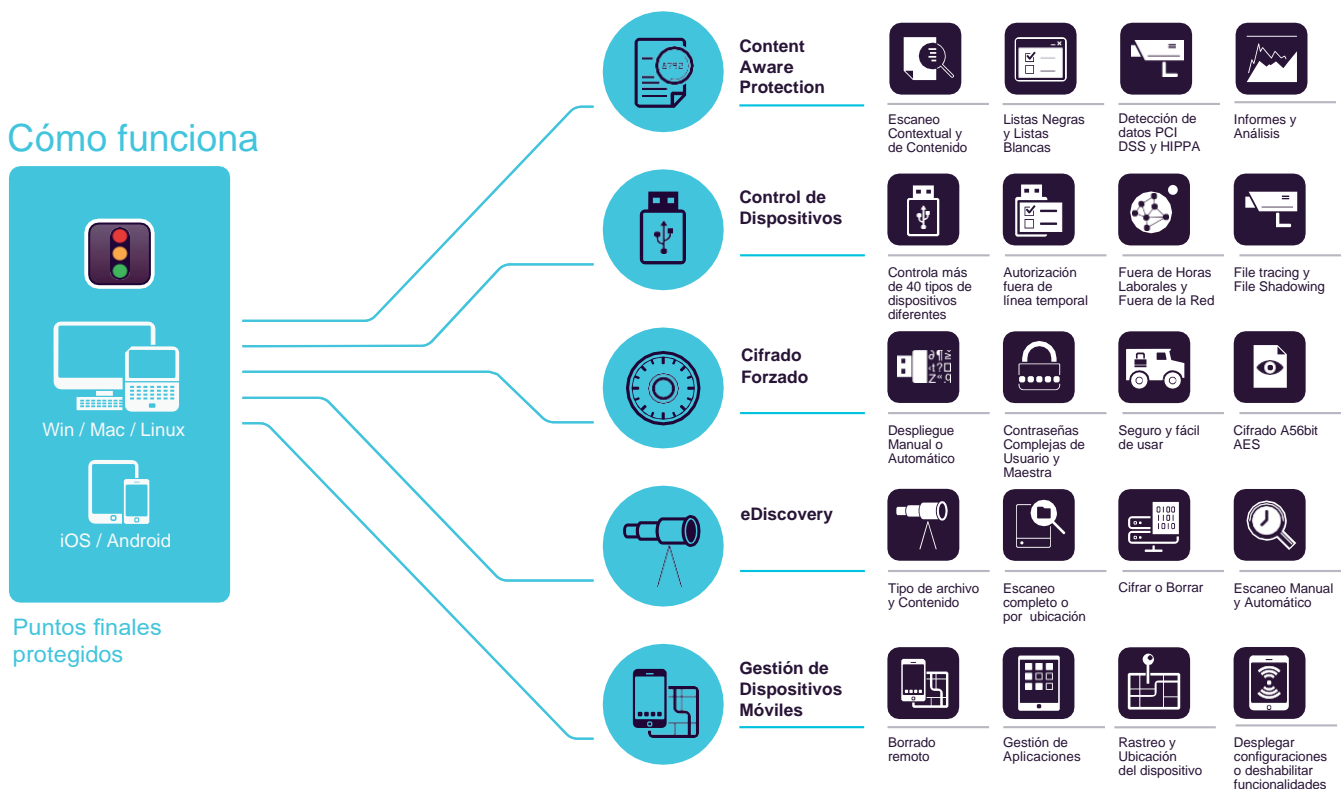 Cómo funciona
Win / Mac / Linux
iOS / Android
Puntos finales
protegidos
Content
Aware
Protection
Escaneo
Contextual y
de Contenido
Listas Negras
y Listas
Blancas
Detección de
datos PCI
DSS y HIPPA
Informes y
Análisis
Control de
Dispositivos
Controla más
de 40 tipos de
dispositivos
diferentes
Autorización
fuera de
línea temporal
Fuera de Horas
Laborales y
Fuera de la Red
File tracing y
File Shadowing
Cifrado
Forzado
Despliegue
Manual o
Automático
Contraseñas
Complejas de
Usuario y
Maestra
Seguro y fácil
de usar
Cifrado A56bit
AES
eDiscovery
0100
1101
1010
Tipo de archivo
y Contenido
Escaneo
completo o
por ubicación
Cifrar o Borrar
Escaneo Manual
y Automático
Gestión de
Dispositivos
Móviles
Borrado
remoto
Gestión de
Aplicaciones
Rastreo y
Ubicación
del dispositivo
Desplegar
configuraciones
o deshabilitar
funcionalidades